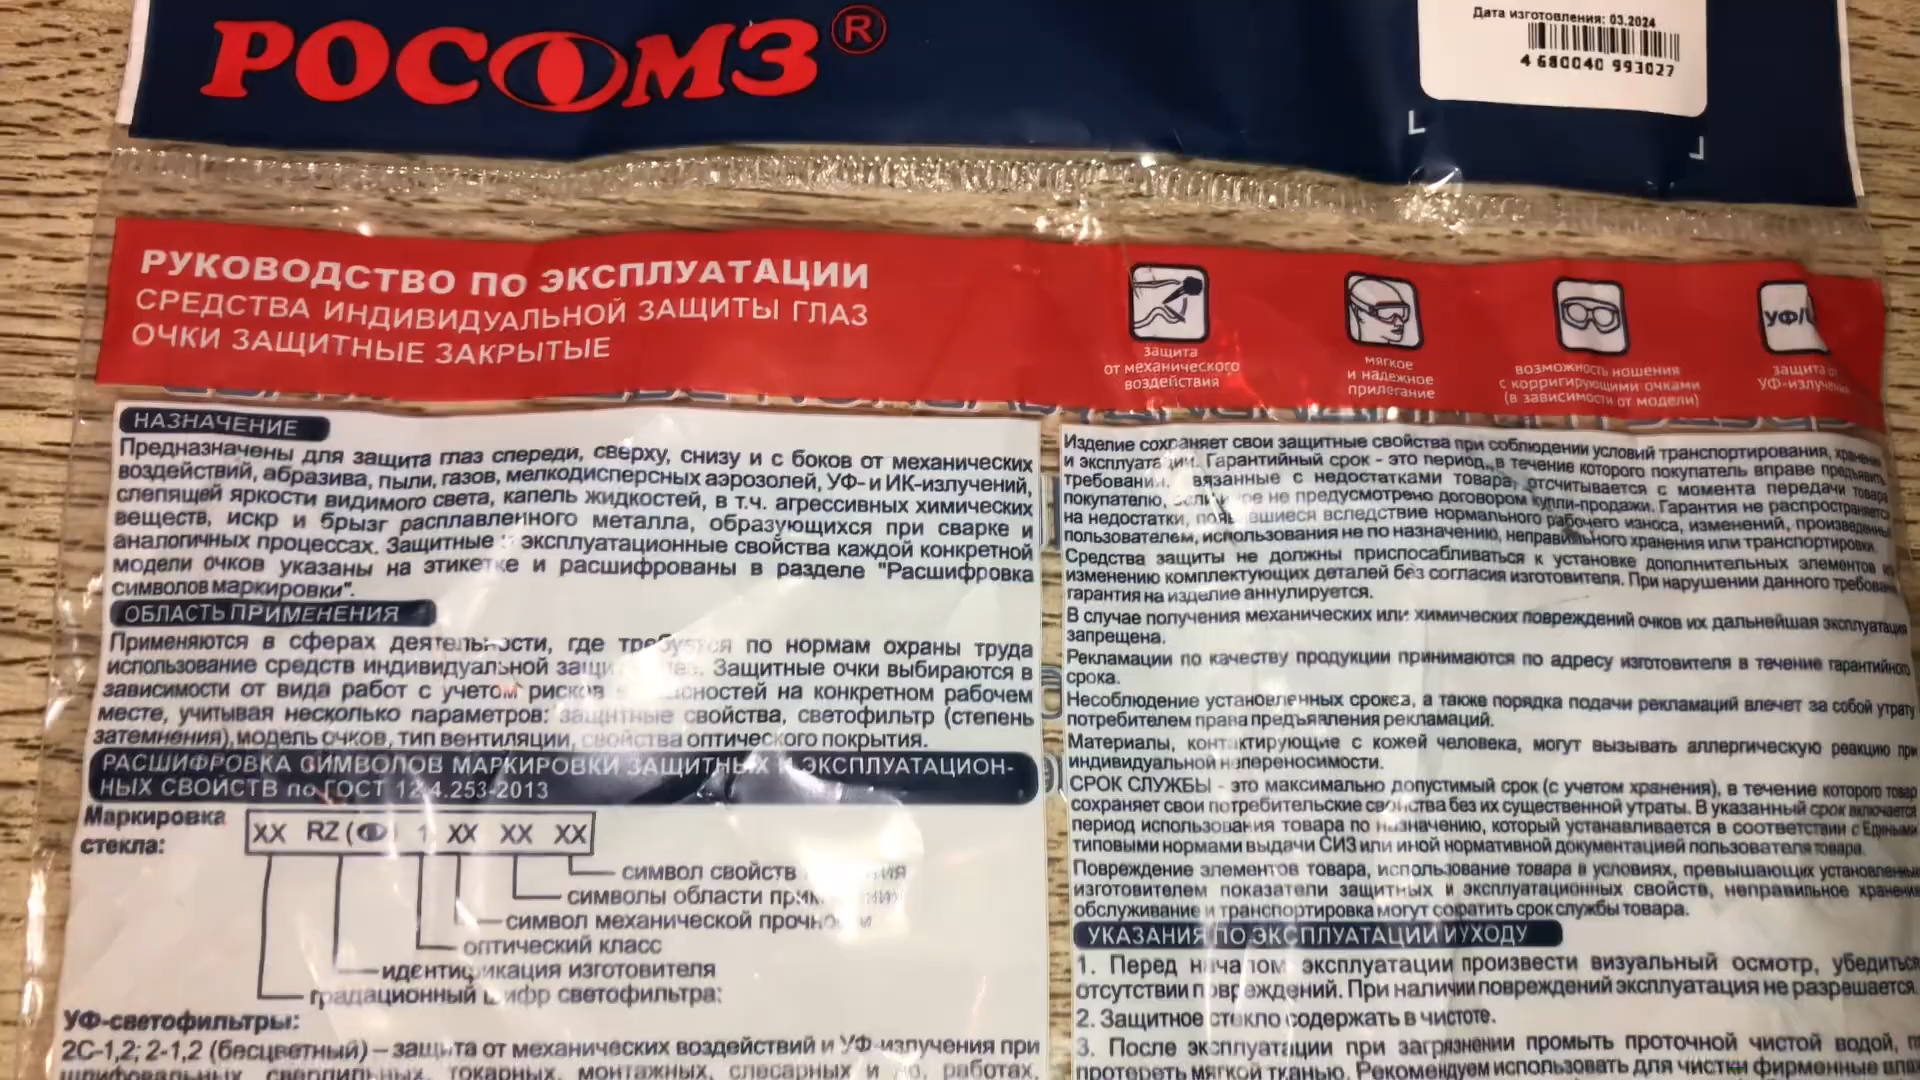 РОСОМЗ®
Дата изготовления: 03.2024
4 680040 993027
РУКОВОДСТВО ПО ЭКСПЛУАТАЦИИ
СРЕДСТВА ИНДИВИДУАЛЬНОЙ ЗАЩИТЫ ГЛАЗ
ОЧКИ ЗАЩИТНЫЕ ЗАКРЫТЫЕ
защита
от механического
воздействия
мягкое
и надежное
прилегание
возможность ношения
с корригирующими очками
(в зависимости от модели)
УФ/
защита от
УФ-излучения
НАЗНАЧЕНИЕ
Предназначены для защита глаз спереди, сверху, снизу и с боков от механических
воздействий, абразива, пыли, газов, мелкодисперсных аэрозолей, УФ- и ИК-излучений,
слепящей яркости видимого света, капель жидкостей, в т.ч. агрессивных химических
веществ, искр и брызг расплавленного металла, образующихся при сварке и
аналогичных процессах. Защитные эксплуатационные свойства каждой конкретной
модели очков указаны на этикетке и расшифрованы в разделе "Расшифровка
символов маркировки".
ОБЛАСТЬ ПРИМЕНЕНИЯ
Применяются в сферах деятельности, где требуется по нормам охраны труда
использование средств индивидуальной Защитные очки выбираются в
зависимости от вида работ с учетом рисков на конкретном рабочем
месте, учитывая несколько параметров: защитные свойства, светофильтр (степень
затемнения), модель очков, тип вентиляции, свойства оптического покрытия.
РАСШИФРОВКА СИМВОЛОВ МАРКИРОВКИ ЗАЩИТНЫХ И ЭКСПЛУАТАЦИОН-
НЫХ СВОЙСТВ по ГОСТ 12.4.253-2013
Маркировка
стекла:
XX RZ ( ) 1 XX XX XX
символ свойств
символы области
символ механической прочности
оптический класс
идентификация изготовителя
градационный шифр светофильтра:
УФ-светофильтры:
2С-1,2; 2-1,2 (бесцветный) – защита от механических воздействий и УФ-излучения при
шлифовальных, сверлильных, токарных, монтажных, слесарных и работах,
Изделие сохраняет свои защитные свойства при соблюдении условий транспортирования, хранения
и эксплуатации. Гарантийный срок - это период, в течение которого покупатель вправе предъявить
требования, связанные с недостатками товара, отсчитывается с момента передачи товара
покупателю, если иное не предусмотрено договором купли-продажи. Гарантия не распространяется
на недостатки, появившиеся вследствие нормального рабочего износа, изменений, произведенных
пользователем, использования не по назначению, неправильного хранения или транспортировки.
Средства защиты не должны приспосабливаться к установке дополнительных элементов или
изменению комплектующих деталей без согласия изготовителя. При нарушении данного требования
гарантия на изделие аннулируется.
В случае получения механических или химических повреждений очков их дальнейшая эксплуатация
запрещена.
Рекламации по качеству продукции принимаются по адресу изготовителя в течение гарантийного
срока.
Несоблюдение установленных сроков, а также порядка подачи рекламаций влечет за собой утрату
потребителем права предъявления рекламаций.
Материалы, контактирующие с кожей человека, могут вызывать аллергическую реакцию при
индивидуальной непереносимости.
СРОК СЛУЖБЫ - это максимально допустимый срок (с учетом хранения), в течение которого товар
сохраняет свои потребительские свойства без их существенной утраты. В указанный срок включается
период использования товара по назначению, который устанавливается в соответствии с Едиными
типовыми нормами выдачи СИЗ или иной нормативной документацией пользователя товара.
Повреждение элементов товара, использование товара в условиях, превышающих установленные
изготовителем показатели защитных и эксплуатационных свойств, неправильное хранение
обслуживание и транспортировка могут сократить срок службы товара.
УКАЗАНИЯ ПО ЭКСПЛУАТАЦИИ И УХОДУ
1. Перед началом эксплуатации произвести визуальный осмотр, убедиться
отсутствии повреждений. При наличии повреждений эксплуатация не разрешается.
2. Защитное стекло содержать в чистоте.
3. После эксплуатации при загрязнении промыть проточной чистой водой,
протереть мягкой тканью. Рекомендуем использовать для чистки фирменные